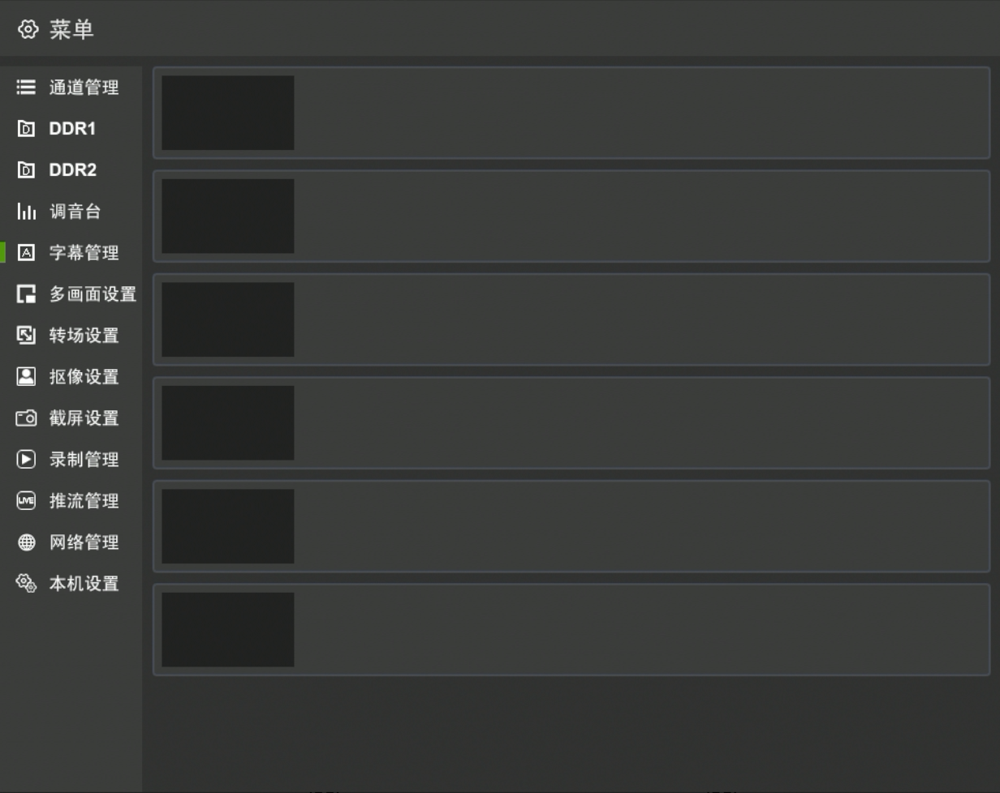 菜单
通道管理
DDR1
DDR2
调音台
字幕管理
多画面设置
转场设置
抠像设置
截屏设置
录制管理
LIVE 推流管理
网络管理
本机设置